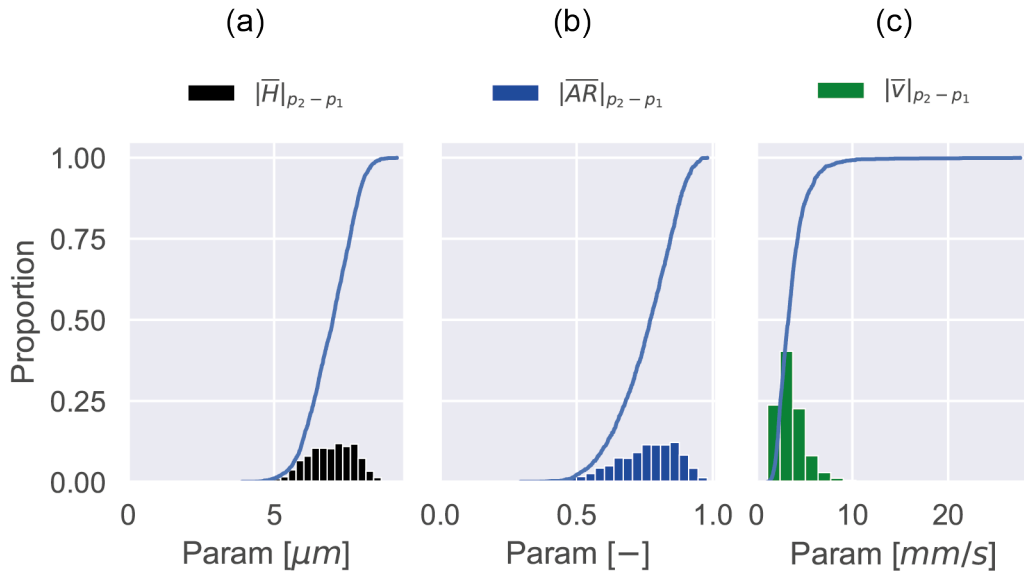 (a) (b) (c)
|H̅|p₂−p₁ |A̅R̅|p₂−p₁ |v̅|p₂−p₁
Proportion
1.00
0.75
0.50
0.25
0.00
0 5 0.0 0.5 1.0 0 10 20
Param [μm] Param [−] Param [mm/s]